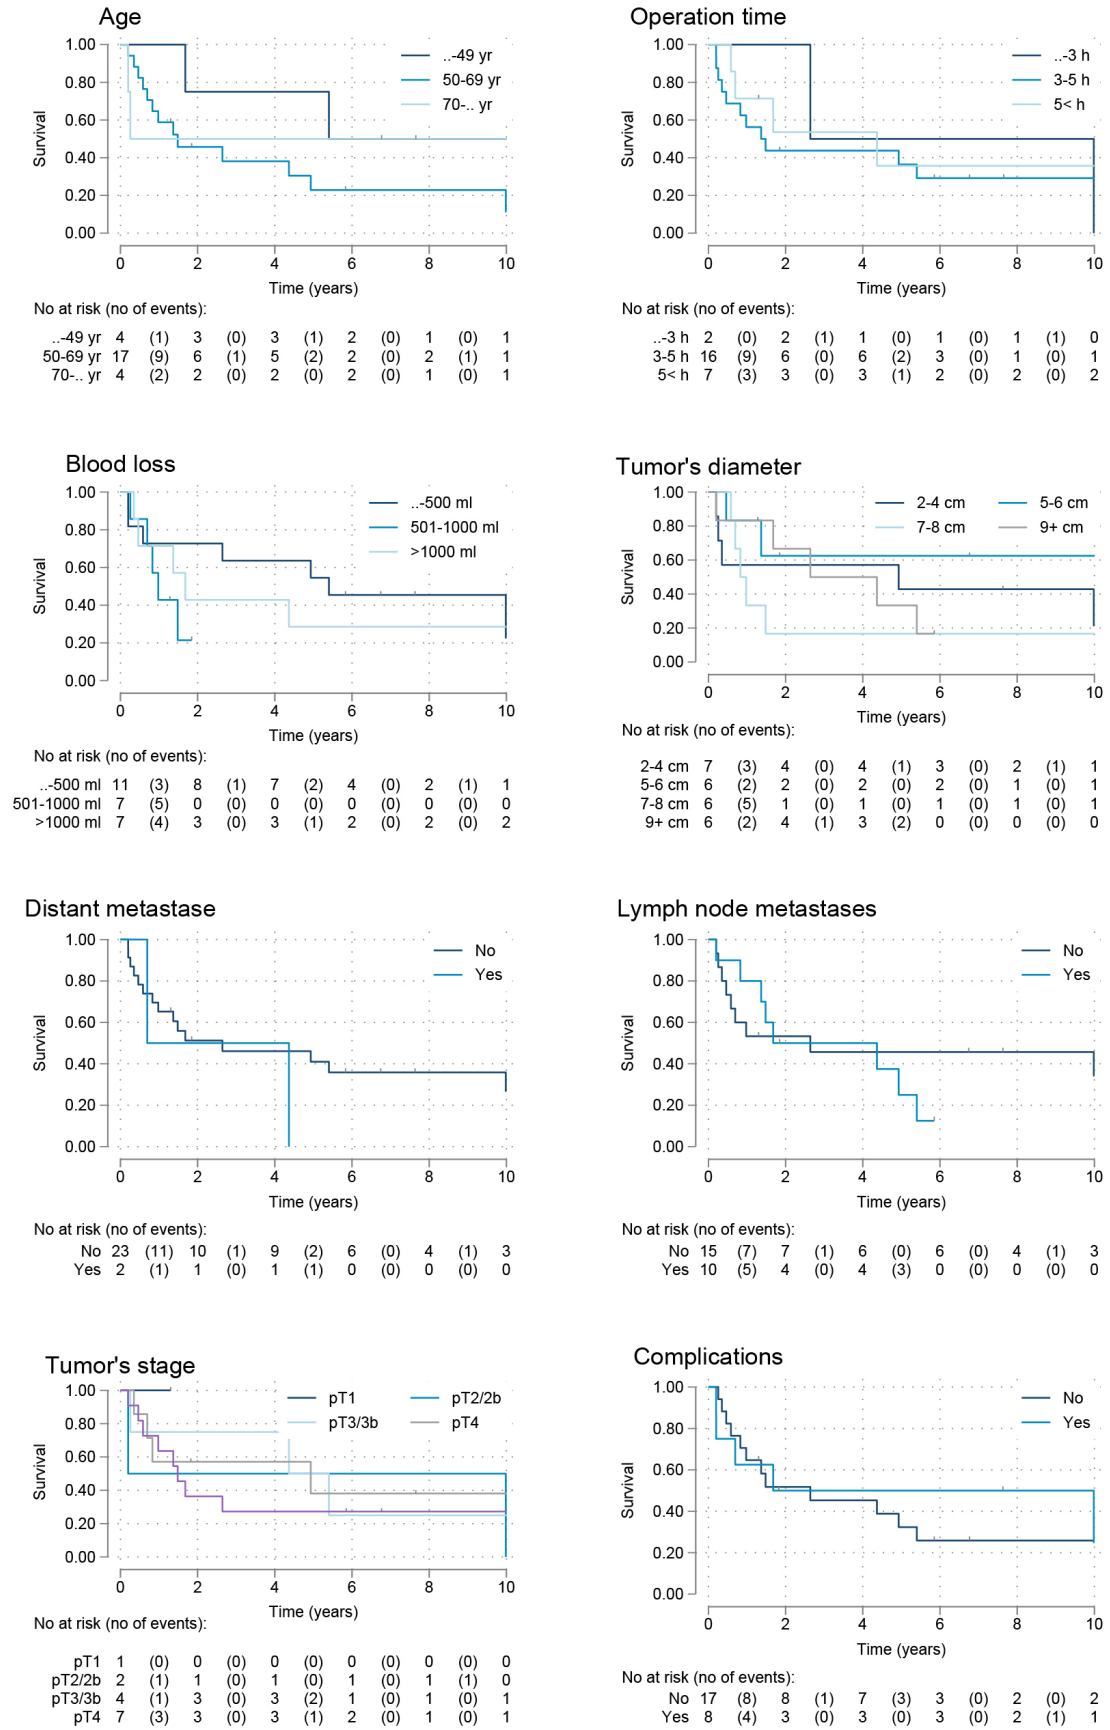 Age
1.00
0.80
0.60
0.40
0.20
0.00
Survival
..-49 yr
50-69 yr
70-.. yr
0 2 4 6 8 10
Time (years)
No at risk (no of events):
..-49 yr 4 (1) 3 (0) 3 (1) 2 (0) 1 (0) 1
50-69 yr 17 (9) 6 (1) 5 (2) 2 (0) 2 (1) 1
70-.. yr 4 (2) 2 (0) 2 (0) 2 (0) 1 (0) 1
Operation time
1.00
0.80
0.60
0.40
0.20
0.00
Survival
..-3 h
3-5 h
5< h
0 2 4 6 8 10
Time (years)
No at risk (no of events):
..-3 h 2 (0) 2 (1) 1 (0) 1 (0) 1 (1) 0
3-5 h 16 (9) 6 (0) 6 (2) 3 (0) 1 (0) 1
5< h 7 (3) 3 (0) 3 (1) 2 (0) 2 (0) 2
Blood loss
1.00
0.80
0.60
0.40
0.20
0.00
Survival
..-500 ml
501-1000 ml
>1000 ml
0 2 4 6 8 10
Time (years)
No at risk (no of events):
..-500 ml 11 (3) 8 (1) 7 (2) 4 (0) 2 (1) 1
501-1000 ml 7 (5) 0 (0) 0 (0) 0 (0) 0 (0) 0
>1000 ml 7 (4) 3 (0) 3 (1) 2 (0) 2 (0) 2
Tumor's diameter
1.00
0.80
0.60
0.40
0.20
0.00
Survival
2-4 cm 5-6 cm
7-8 cm 9+ cm
0 2 4 6 8 10
Time (years)
No at risk (no of events):
2-4 cm 7 (3) 4 (0) 4 (1) 3 (0) 2 (1) 1
5-6 cm 6 (2) 2 (0) 2 (0) 2 (0) 1 (0) 1
7-8 cm 6 (5) 1 (0) 1 (0) 1 (0) 1 (0) 1
9+ cm 6 (2) 4 (1) 3 (2) 0 (0) 0 (0) 0
Distant metastase
1.00
0.80
0.60
0.40
0.20
0.00
Survival
No
Yes
0 2 4 6 8 10
Time (years)
No at risk (no of events):
No 23 (11) 10 (1) 9 (2) 6 (0) 4 (1) 3
Yes 2 (1) 1 (0) 1 (1) 0 (0) 0 (0) 0
Lymph node metastases
1.00
0.80
0.60
0.40
0.20
0.00
Survival
No
Yes
0 2 4 6 8 10
Time (years)
No at risk (no of events):
No 15 (7) 7 (1) 6 (0) 6 (0) 4 (1) 3
Yes 10 (5) 4 (0) 4 (3) 0 (0) 0 (0) 0
Tumor's stage
1.00
0.80
0.60
0.40
0.20
0.00
Survival
pT1 pT2/2b
pT3/3b pT4
0 2 4 6 8 10
Time (years)
No at risk (no of events):
pT1 1 (0) 0 (0) 0 (0) 0 (0) 0 (0) 0
pT2/2b 2 (1) 1 (0) 1 (0) 1 (0) 1 (1) 0
pT3/3b 4 (1) 3 (0) 3 (2) 1 (0) 1 (0) 1
pT4 7 (3) 3 (0) 3 (1) 2 (0) 1 (0) 1
Complications
1.00
0.80
0.60
0.40
0.20
0.00
Survival
No
Yes
0 2 4 6 8 10
Time (years)
No at risk (no of events):
No 17 (8) 8 (1) 7 (3) 3 (0) 2 (0) 2
Yes 8 (4) 3 (0) 3 (0) 3 (0) 2 (1) 1